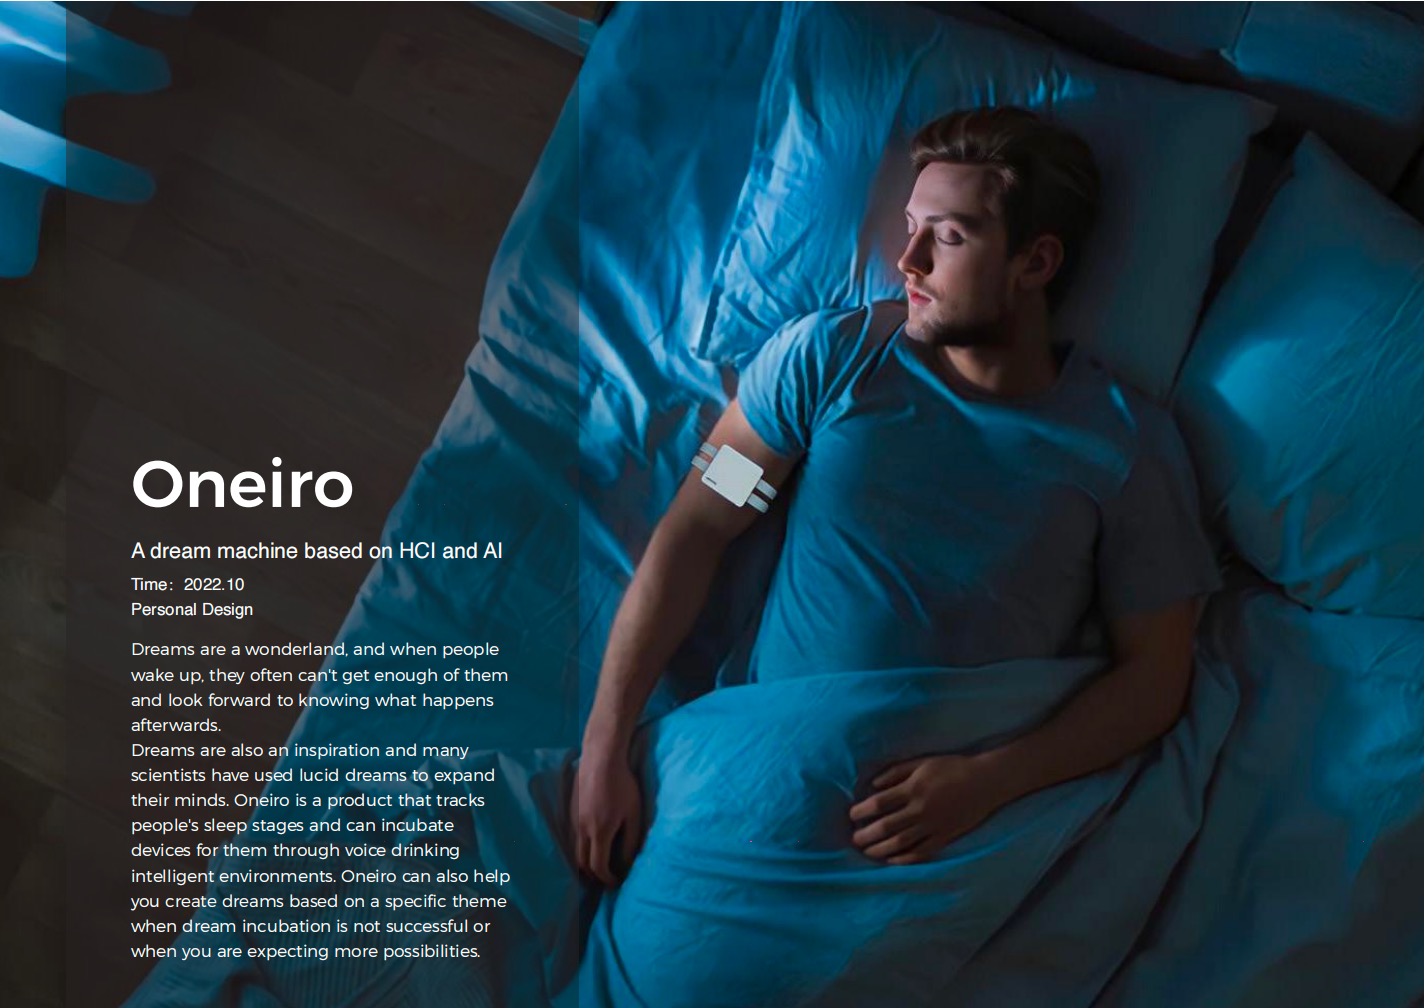 Oneiro
A dream machine based on HCI and AI
Time：2022.10
Personal Design
Dreams are a wonderland, and when people
wake up, they often can't get enough of them
and look forward to knowing what happens
afterwards.
Dreams are also an inspiration and many
scientists have used lucid dreams to expand
their minds. Oneiro is a product that tracks
people's sleep stages and can incubate
devices for them through voice drinking
intelligent environments. Oneiro can also help
you create dreams based on a specific theme
when dream incubation is not successful or
when you are expecting more possibilities.